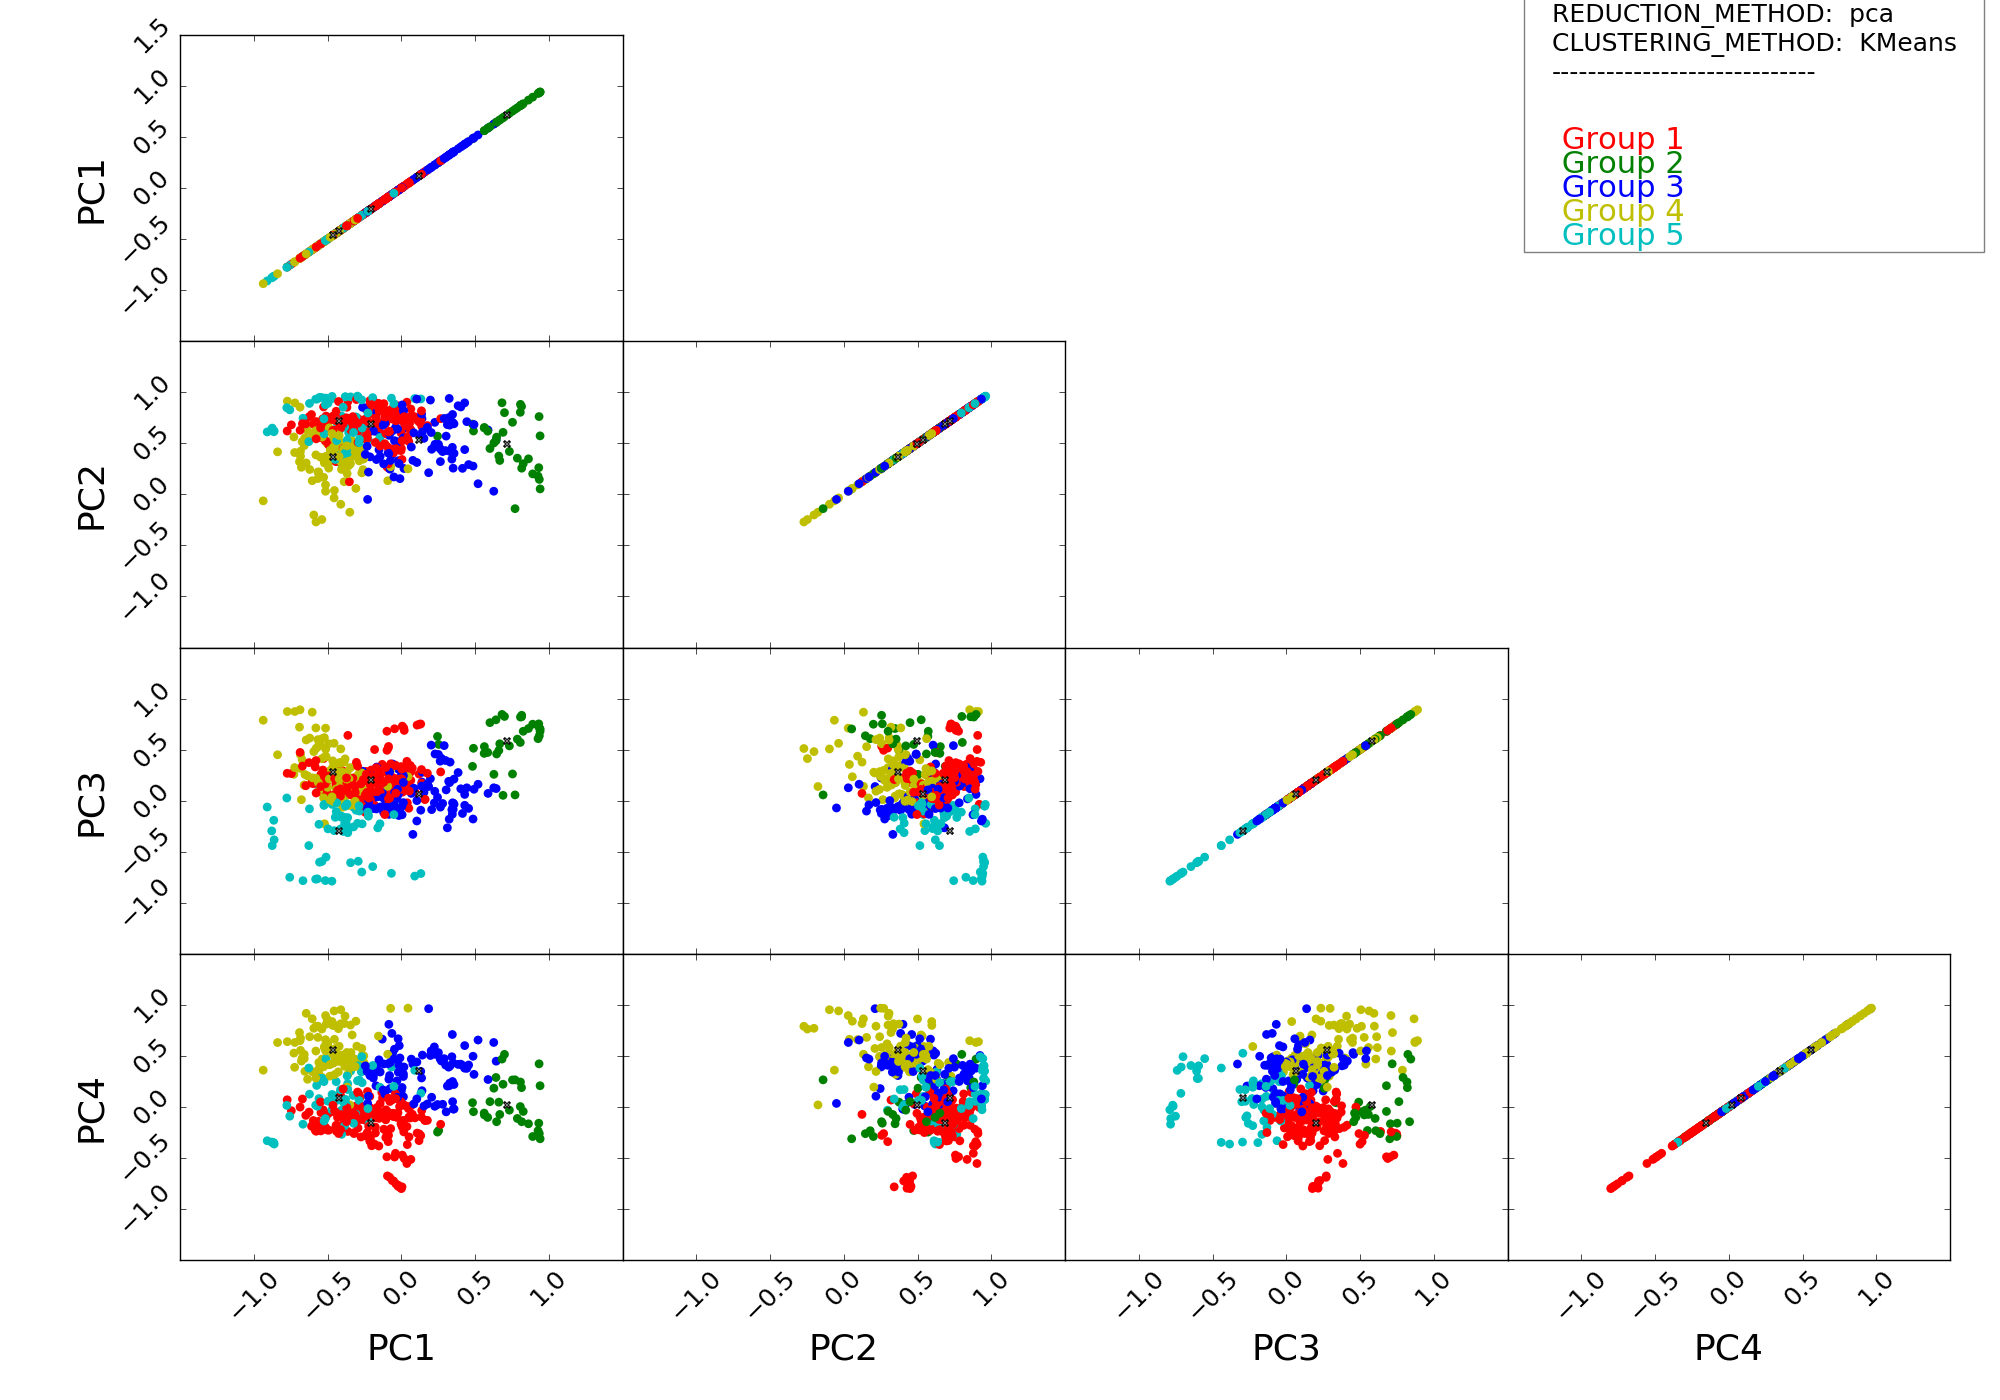 REDUCTION_METHOD: pca
CLUSTERING_METHOD: KMeans
-----------------------------
Group 1
Group 2
Group 3
Group 4
Group 5
1.5
1.0
0.5
0.0
−0.5
−1.0
PC1
1.0
0.5
0.0
−0.5
−1.0
PC2
1.0
0.5
0.0
−0.5
−1.0
PC3
1.0
0.5
0.0
−0.5
−1.0
PC4
−1.0 −0.5 0.0 0.5 1.0
−1.0 −0.5 0.0 0.5 1.0
−1.0 −0.5 0.0 0.5 1.0
−1.0 −0.5 0.0 0.5 1.0
PC1 PC2 PC3 PC4